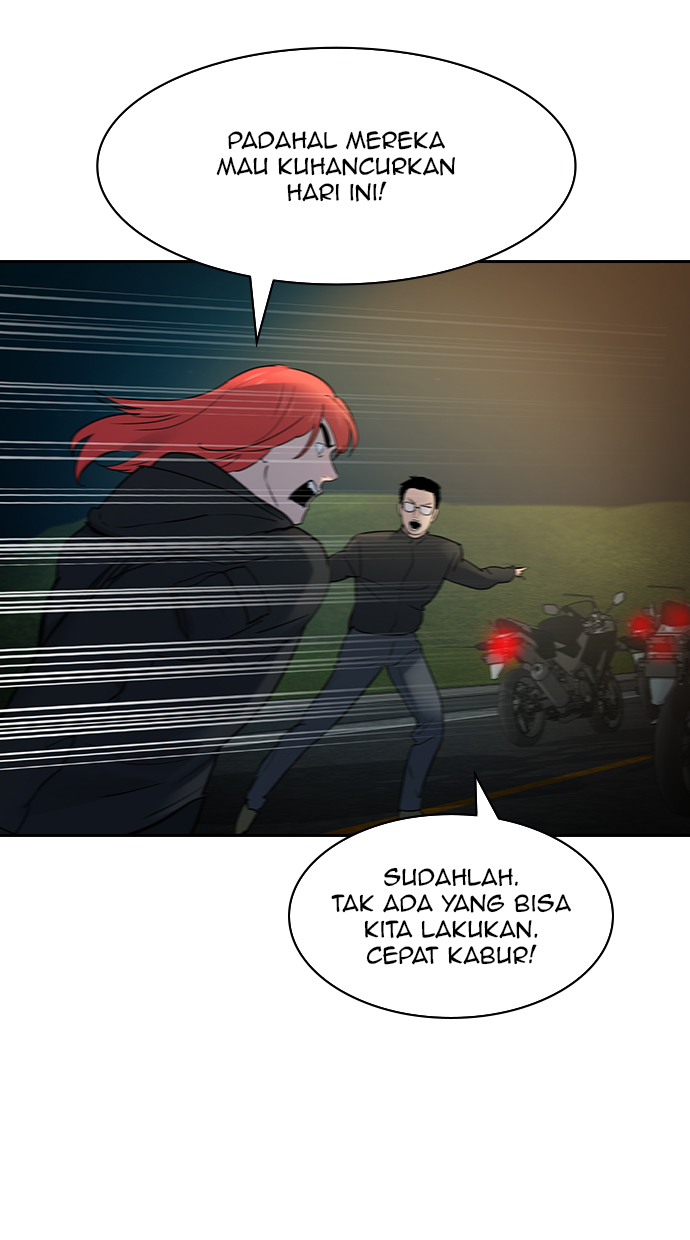 PADAHAL MEREKA
MAU KUHANCURKAN
HARI INI!
SUDAHLAH.
TAK ADA YANG BISA
KITA LAKUKAN.
CEPAT KABUR!